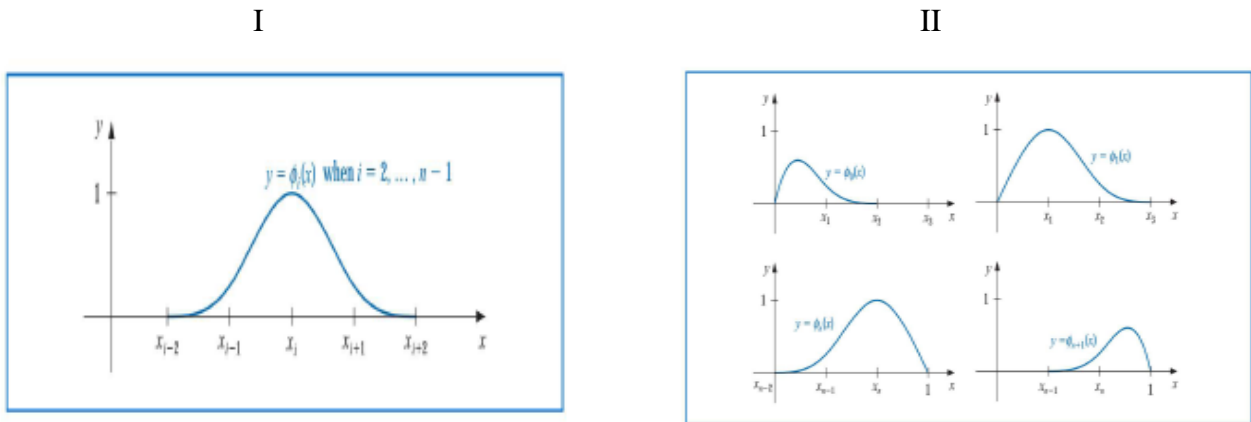 I
II
y
y = ϕᵢ(x) when i = 2, ..., n − 1
1
xᵢ₋₂ xᵢ₋₁ xᵢ xᵢ₊₁ xᵢ₊₂ x
y
1
y = ϕ₀(x)
x₁ x₂ x₃ x
y
1
y = ϕ₁(x)
x₁ x₂ x₃ x
y
1
y = ϕₙ(x)
xₙ₋₂ xₙ₋₁ xₙ 1 x
y
1
y = ϕₙ₊₁(x)
xₙ₋₁ xₙ 1 x